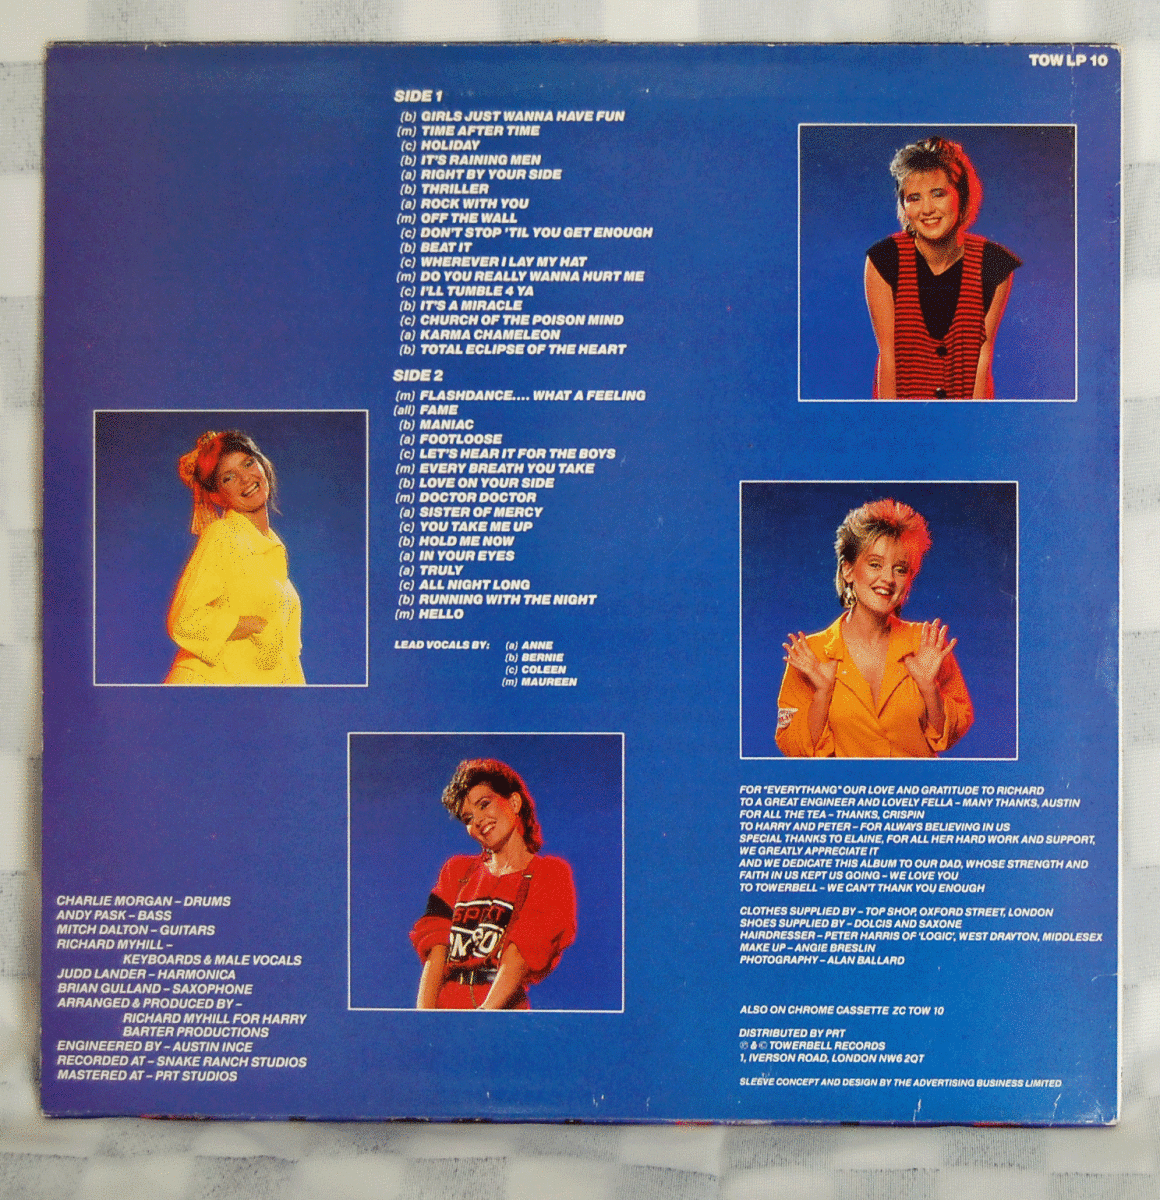 TOW LP 10
SIDE 1
(b) GIRLS JUST WANNA HAVE FUN
(m) TIME AFTER TIME
(c) HOLIDAY
(b) IT'S RAINING MEN
(a) RIGHT BY YOUR SIDE
(b) THRILLER
(a) ROCK WITH YOU
(m) OFF THE WALL
(c) DON'T STOP 'TIL YOU GET ENOUGH
(b) BEAT IT
(c) WHEREVER I LAY MY HAT
(m) DO YOU REALLY WANNA HURT ME
(c) I'LL TUMBLE 4 YA
(b) IT'S A MIRACLE
(c) CHURCH OF THE POISON MIND
(a) KARMA CHAMELEON
(b) TOTAL ECLIPSE OF THE HEART
SIDE 2
(m) FLASHDANCE.... WHAT A FEELING
(all) FAME
(b) MANIAC
(a) FOOTLOOSE
(c) LET'S HEAR IT FOR THE BOYS
(m) EVERY BREATH YOU TAKE
(b) LOVE ON YOUR SIDE
(m) DOCTOR DOCTOR
(a) SISTER OF MERCY
(c) YOU TAKE ME UP
(b) HOLD ME NOW
(a) IN YOUR EYES
(a) TRULY
(c) ALL NIGHT LONG
(b) RUNNING WITH THE NIGHT
(m) HELLO
LEAD VOCALS BY: (a) ANNE
(b) BERNIE
(c) COLEEN
(m) MAUREEN
CHARLIE MORGAN – DRUMS
ANDY PASK – BASS
MITCH DALTON – GUITARS
RICHARD MYHILL –
KEYBOARDS & MALE VOCALS
JUDD LANDER – HARMONICA
BRIAN GULLAND – SAXOPHONE
ARRANGED & PRODUCED BY –
RICHARD MYHILL FOR HARRY
BARTER PRODUCTIONS
ENGINEERED BY – AUSTIN INCE
RECORDED AT – SNAKE RANCH STUDIOS
MASTERED AT – PRT STUDIOS
FOR "EVERYTHANG" OUR LOVE AND GRATITUDE TO RICHARD
TO A GREAT ENGINEER AND LOVELY FELLA – MANY THANKS, AUSTIN
FOR ALL THE TEA – THANKS, CRISPIN
TO HARRY AND PETER – FOR ALWAYS BELIEVING IN US
SPECIAL THANKS TO ELAINE, FOR ALL HER HARD WORK AND SUPPORT,
WE GREATLY APPRECIATE IT
AND WE DEDICATE THIS ALBUM TO OUR DAD, WHOSE STRENGTH AND
FAITH IN US KEPT US GOING – WE LOVE YOU
TO TOWERBELL – WE CAN'T THANK YOU ENOUGH
CLOTHES SUPPLIED BY – TOP SHOP, OXFORD STREET, LONDON
SHOES SUPPLIED BY – DOLCIS AND SAXONE
HAIRDRESSER – PETER HARRIS OF 'LOGIC', WEST DRAYTON, MIDDLESEX
MAKE UP – ANGIE BRESLIN
PHOTOGRAPHY – ALAN BALLARD
ALSO ON CHROME CASSETTE ZC TOW 10
DISTRIBUTED BY PRT
℗ & © TOWERBELL RECORDS
1, IVERSON ROAD, LONDON NW6 2QT
SLEEVE CONCEPT AND DESIGN BY THE ADVERTISING BUSINESS LIMITED